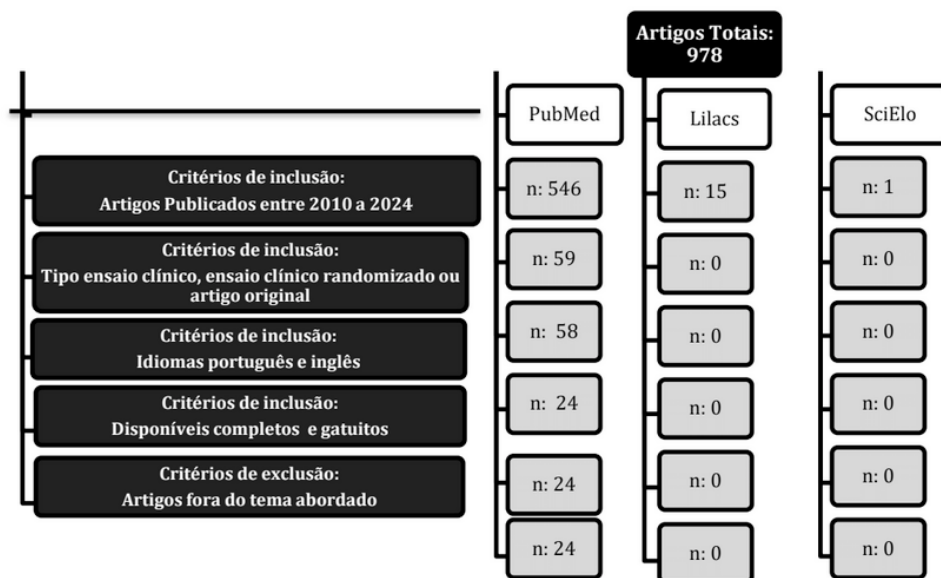 Artigos Totais:
978
PubMed
Lilacs
SciElo
Critérios de inclusão:
Artigos Publicados entre 2010 a 2024
n: 546
n: 15
n: 1
Critérios de inclusão:
Tipo ensaio clínico, ensaio clínico randomizado ou
artigo original
n: 59
n: 0
n: 0
Critérios de inclusão:
Idiomas português e inglês
n: 58
n: 0
n: 0
Critérios de inclusão:
Disponíveis completos e gatuitos
n: 24
n: 0
n: 0
Critérios de exclusão:
Artigos fora do tema abordado
n: 24
n: 0
n: 0
n: 24
n: 0
n: 0